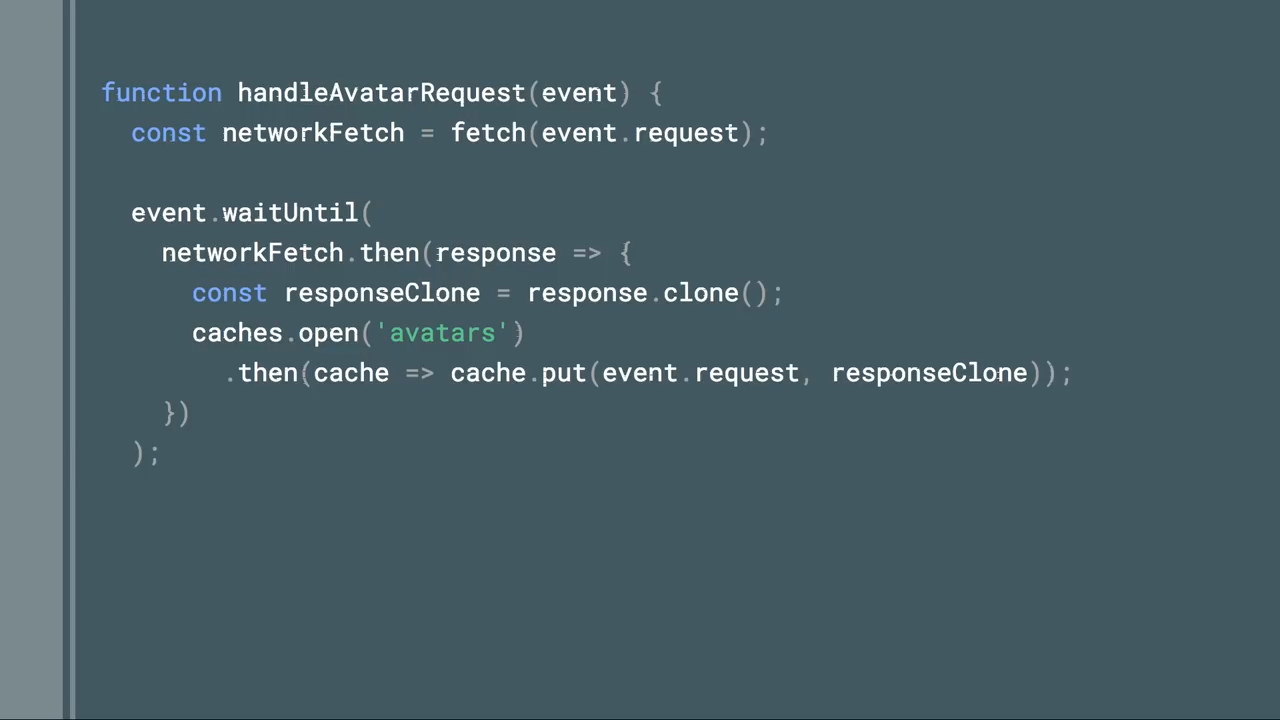 function handleAvatarRequest(event) {
  const networkFetch = fetch(event.request);

  event.waitUntil(
    networkFetch.then(response => {
      const responseClone = response.clone();
      caches.open('avatars')
        .then(cache => cache.put(event.request, responseClone));
    })
  );